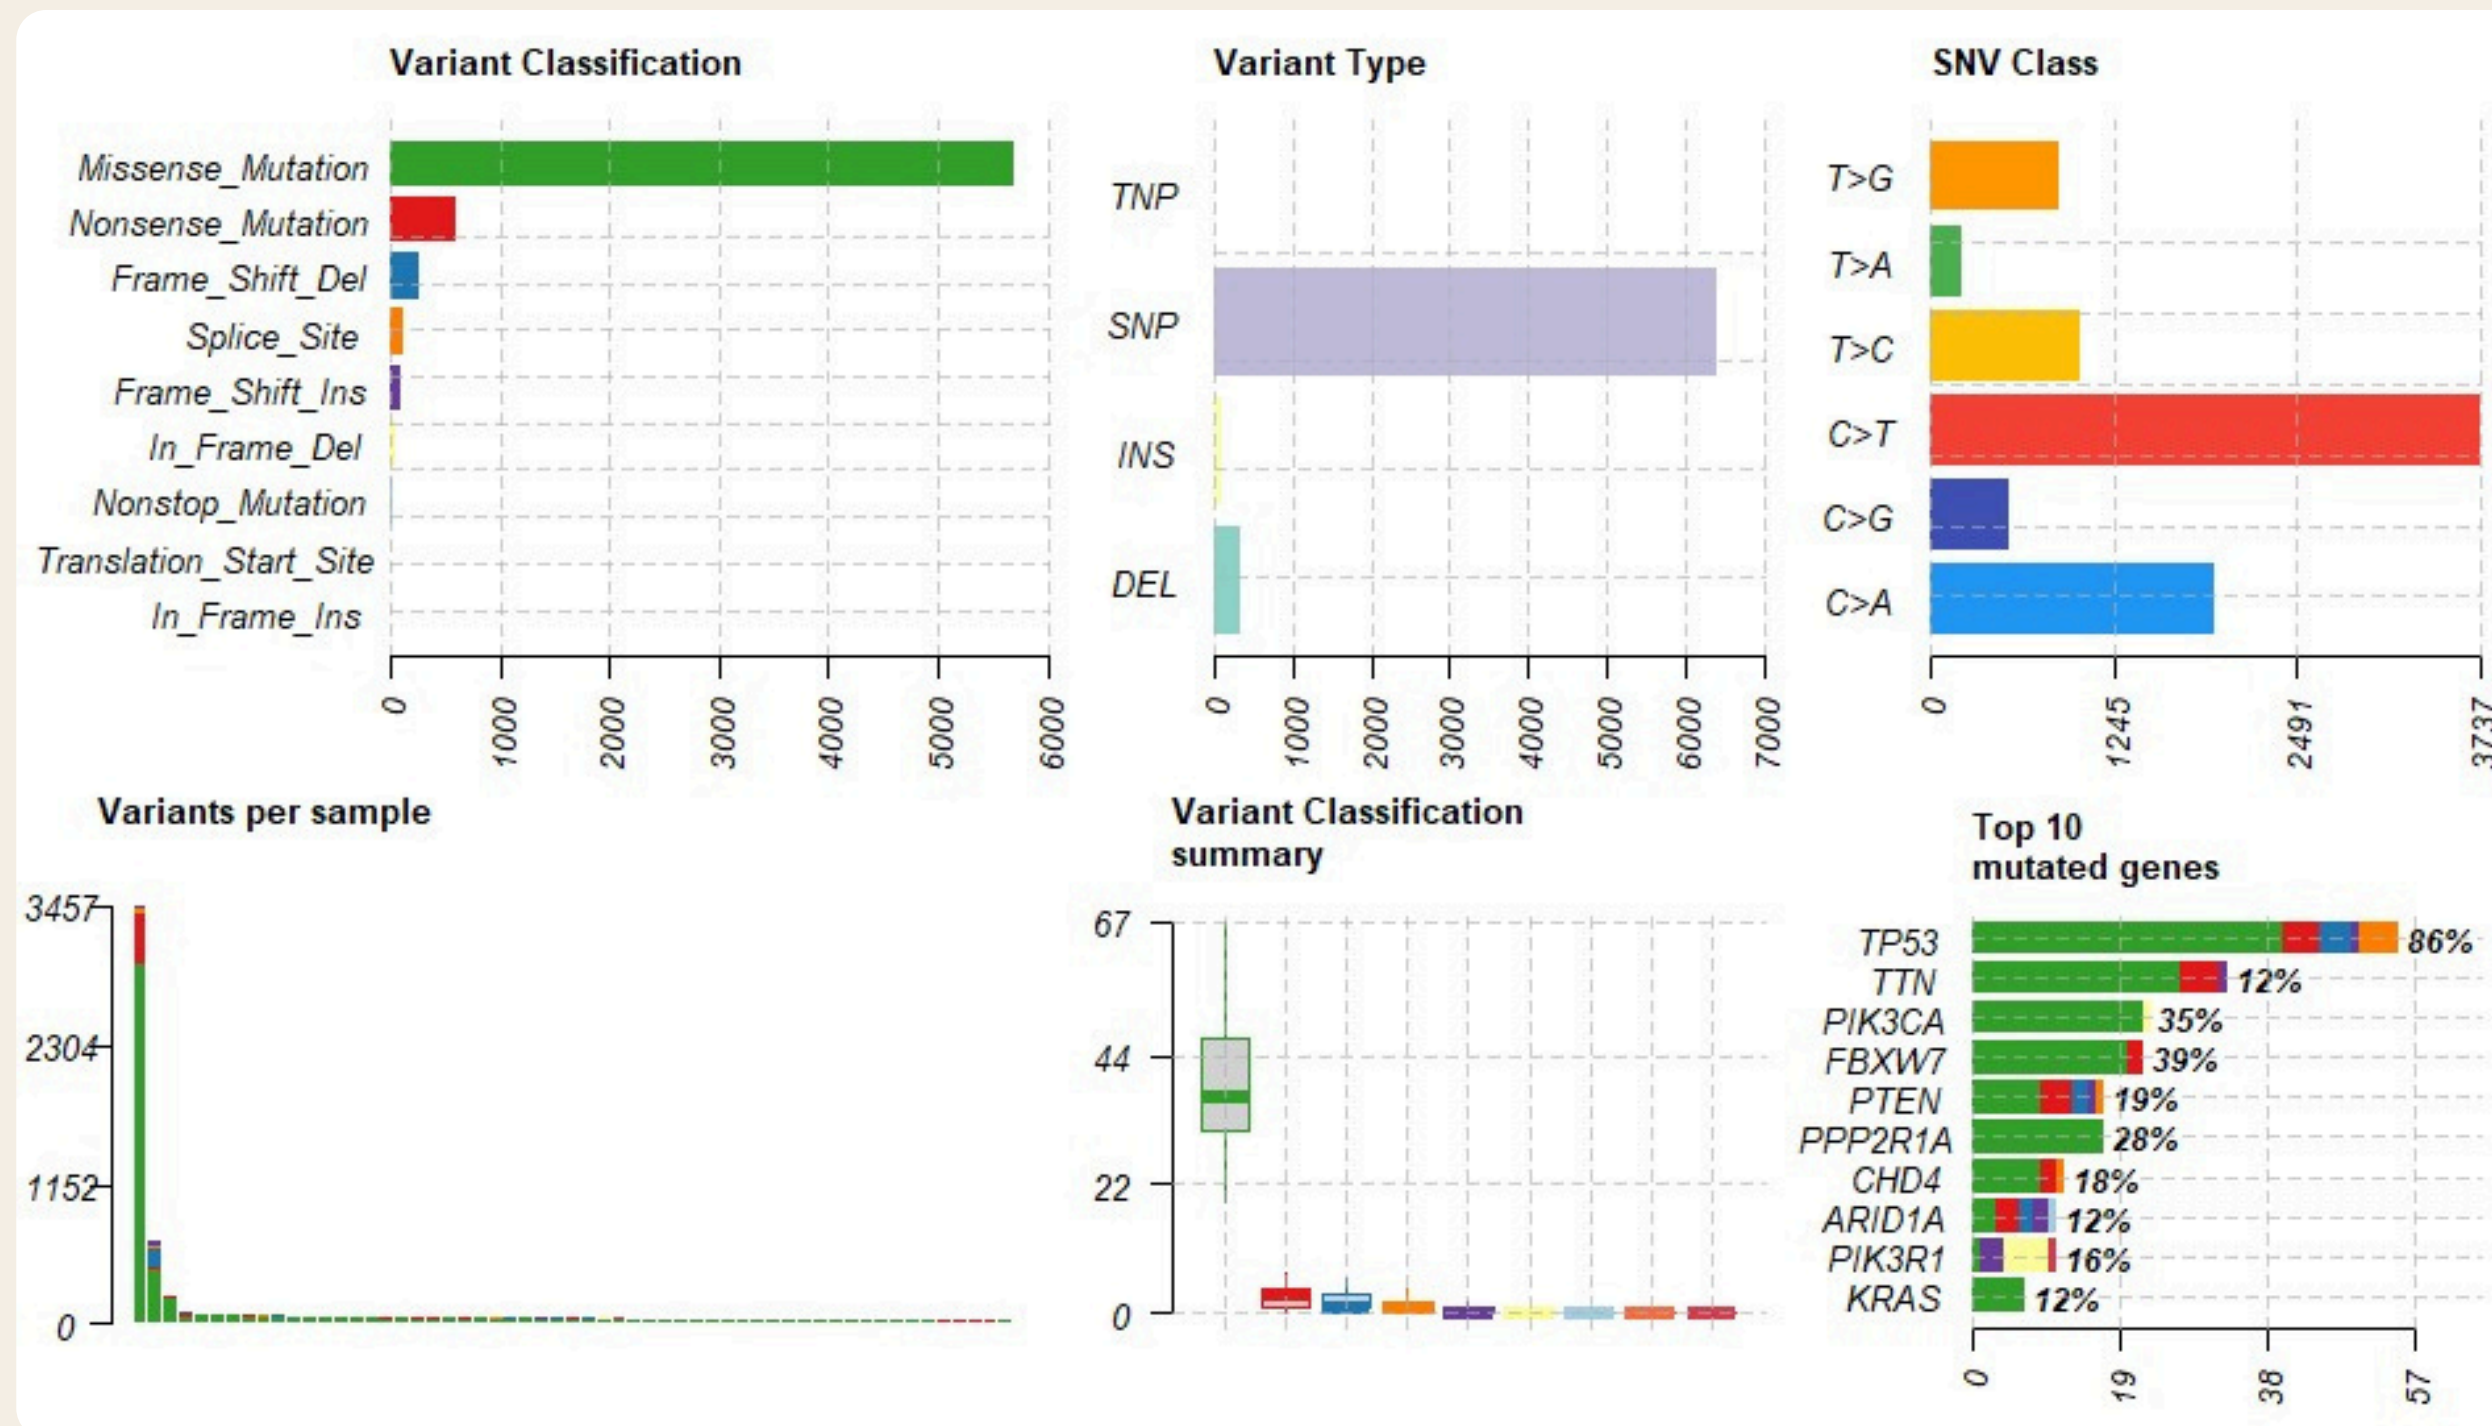 Variant Classification
Missense_Mutation
Nonsense_Mutation
Frame_Shift_Del
Splice_Site
Frame_Shift_Ins
In_Frame_Del
Nonstop_Mutation
Translation_Start_Site
In_Frame_Ins
0 1000 2000 3000 4000 5000 6000
Variant Type
TNP
SNP
INS
DEL
0 1000 2000 3000 4000 5000 6000 7000
SNV Class
T>G
T>A
T>C
C>T
C>G
C>A
0 1245 2491 3737
Variants per sample
3457
2304
1152
0
Variant Classification
summary
67
44
22
0
Top 10
mutated genes
TP53 86%
TTN 12%
PIK3CA 35%
FBXW7 39%
PTEN 19%
PPP2R1A 28%
CHD4 18%
ARID1A 12%
PIK3R1 16%
KRAS 12%
0 19 38 57